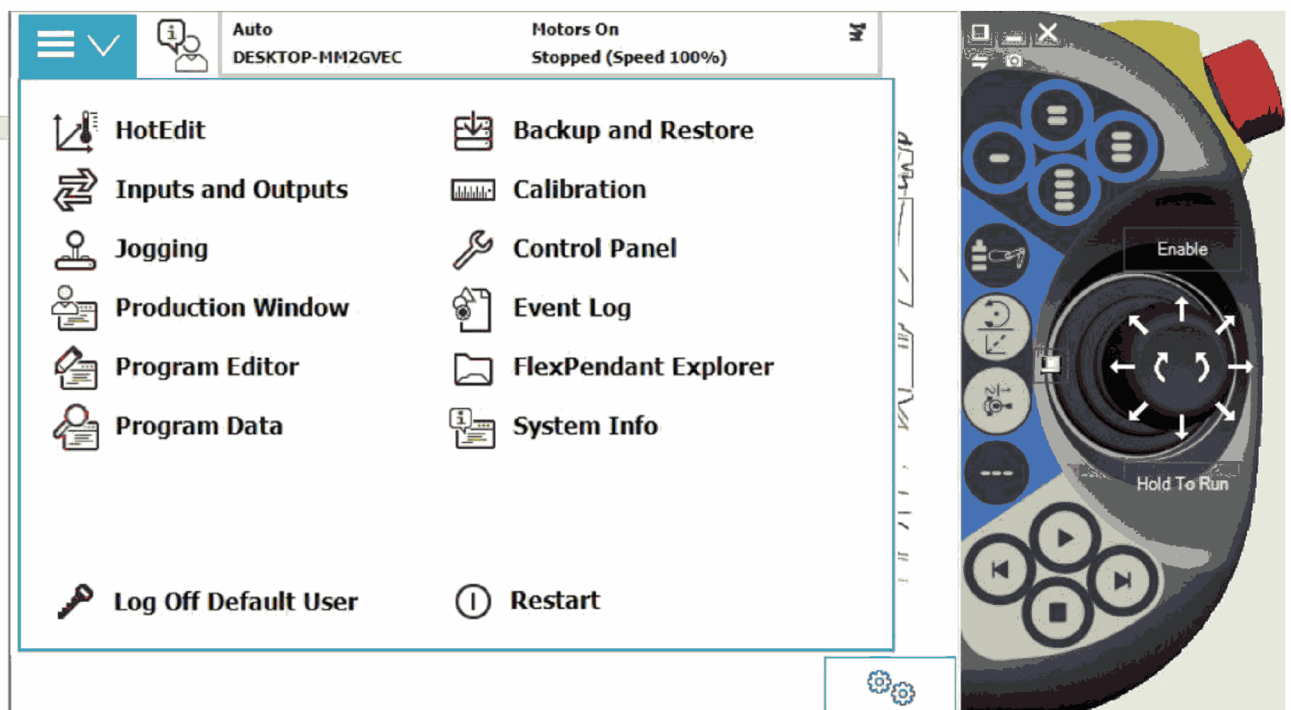 Auto
DESKTOP-MM2GVEC
Motors On
Stopped (Speed 100%)
HotEdit
Inputs and Outputs
Jogging
Production Window
Program Editor
Program Data
Backup and Restore
Calibration
Control Panel
Event Log
FlexPendant Explorer
System Info
Log Off Default User
Restart
Enable
Hold To Run